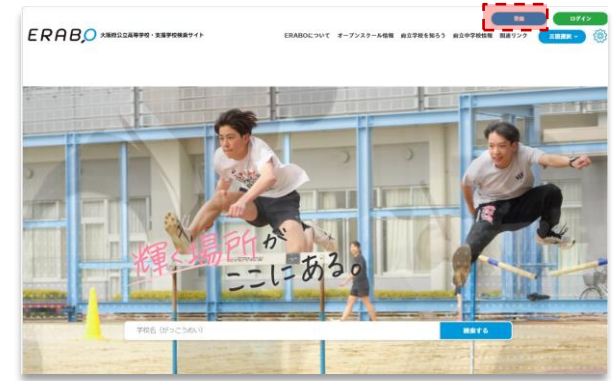 登録
ログイン
ERABO 大阪府公立高等学校・支援学校検索サイト
ERABOについて オープンスクール情報 府立学校を知ろう 府立中学校情報 関連リンク 言語選択
輝く場所が
ここにある。
学校名（がっこうめい）
検索する